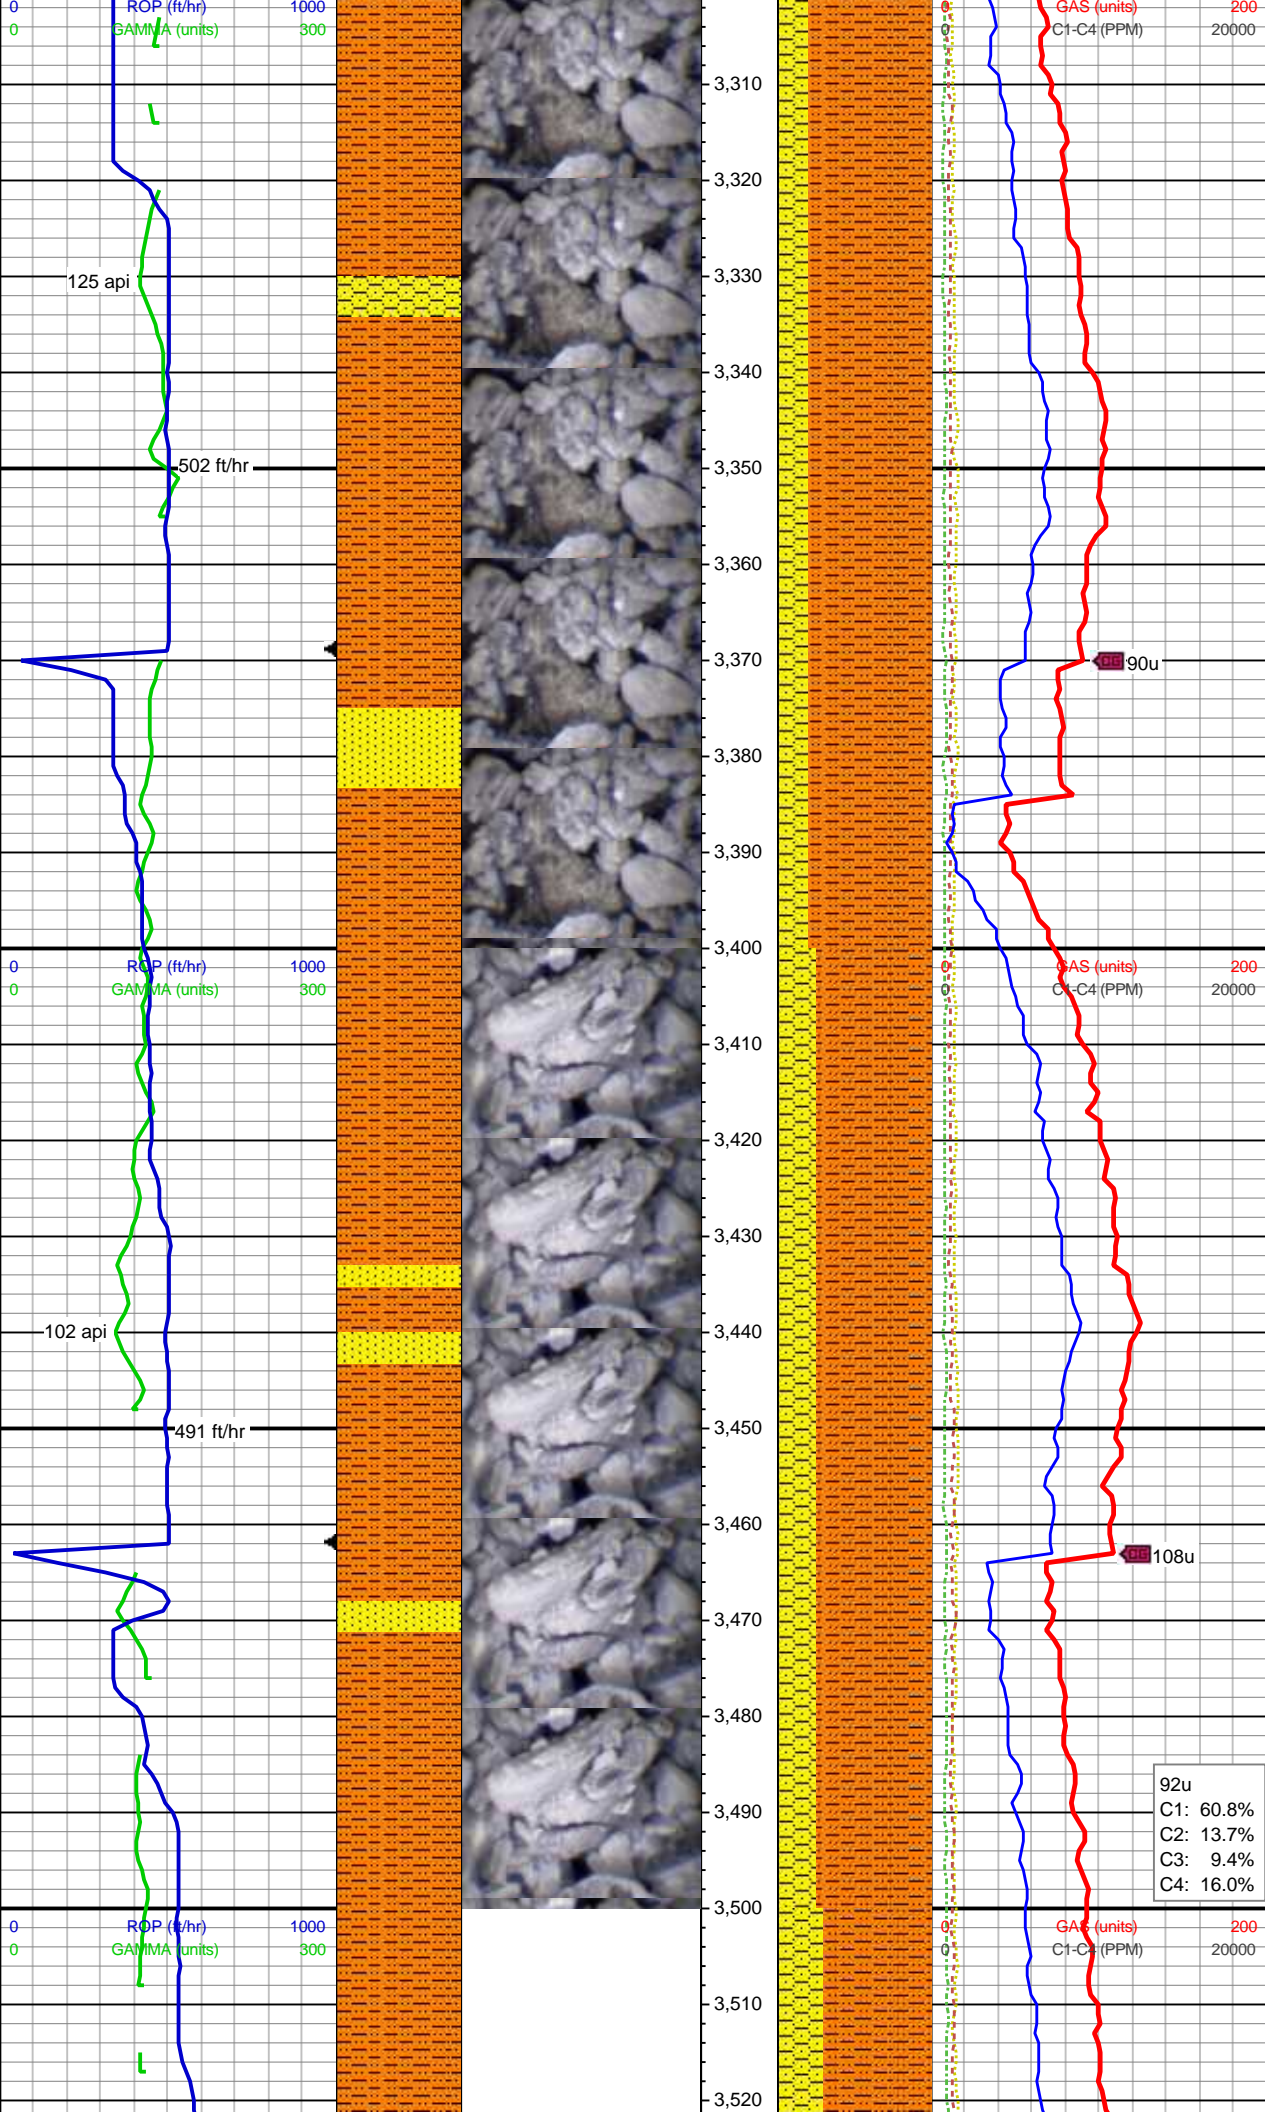 0 ROP (ft/hr) 1000 0 GAS (units) 200
0 GAMMA (units) 300 0 C1-C4 (PPM) 20000
3,310
3,320
125 api 3,330
3,340
502 ft/hr 3,350
3,360
3,370 CG 90u
3,380
3,390
3,400
0 ROP (ft/hr) 1000 0 GAS (units) 200
0 GAMMA (units) 300 0 C1-C4 (PPM) 20000
3,410
3,420
3,430
102 api 3,440
491 ft/hr 3,450
3,460
CG 108u
3,470
3,480
92u
3,490 C1: 60.8%
C2: 13.7%
C3: 9.4%
C4: 16.0%
3,500
0 ROP (ft/hr) 1000 0 GAS (units) 200
0 GAMMA (units) 300 0 C1-C4 (PPM) 20000
3,510
3,520